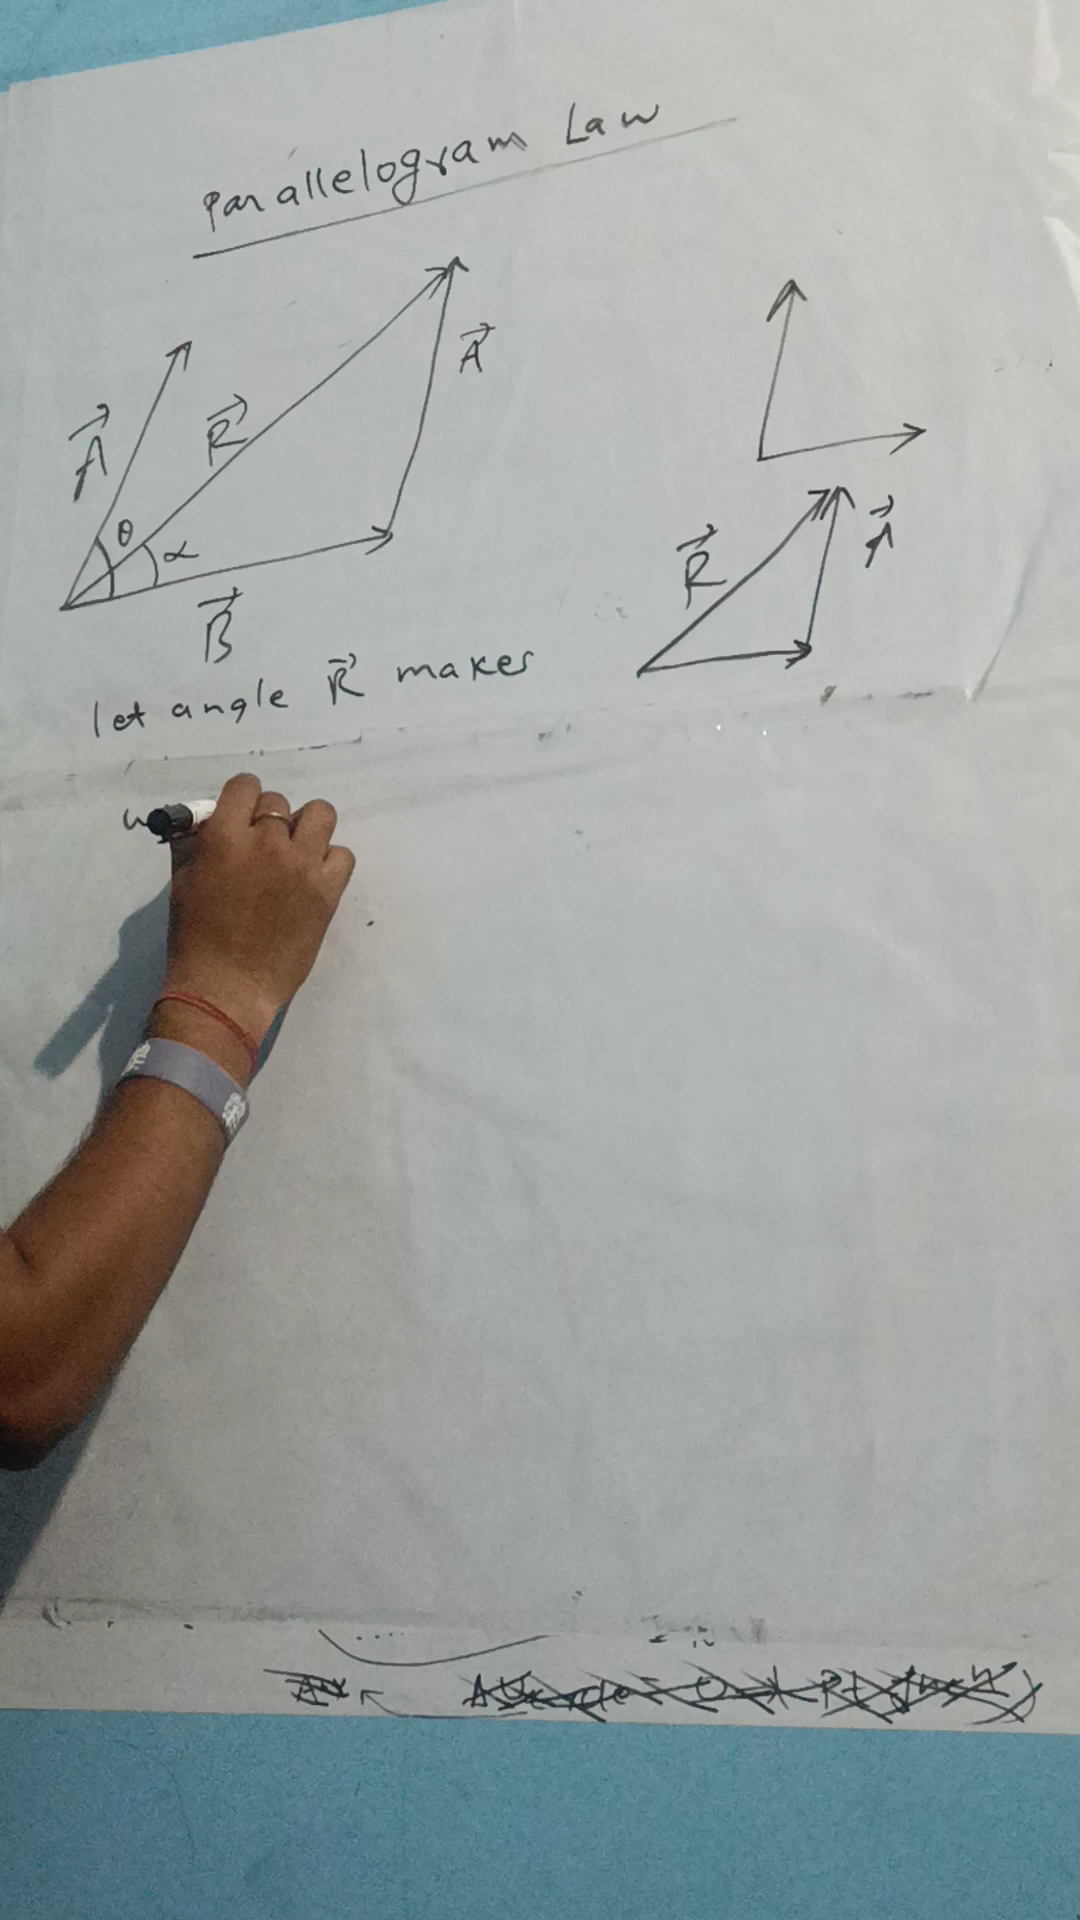 Parallelogram Law
A⃗ R⃗ A⃗
θ α
B⃗
R⃗ A⃗
let angle R⃗ makes
w